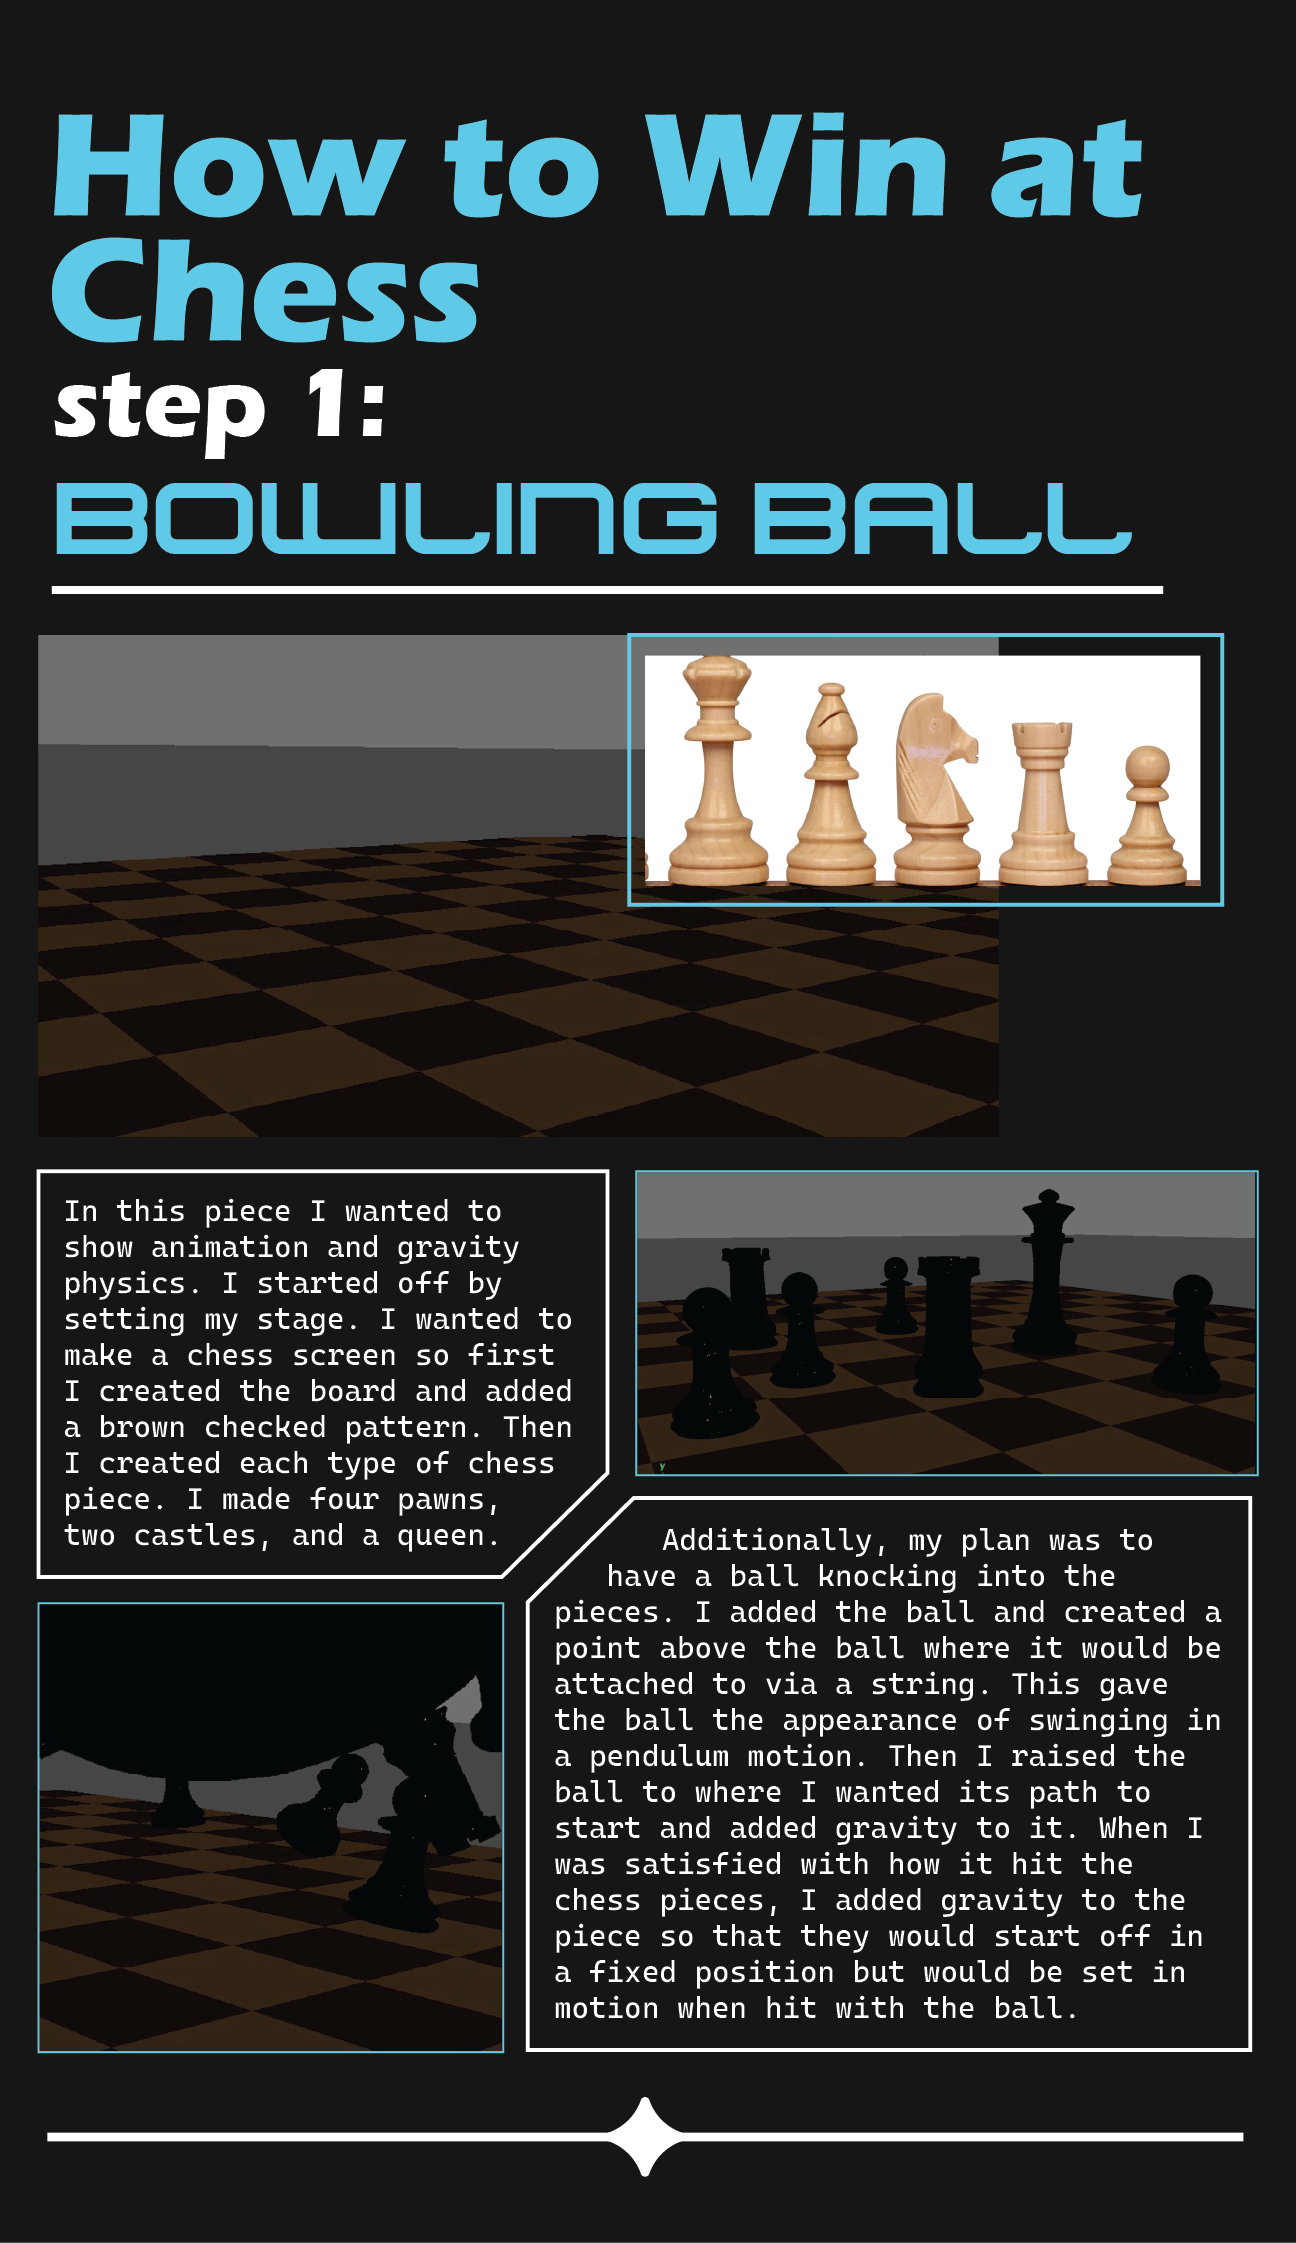 How to Win at
Chess
step 1:
BOWLING BALL
In this piece I wanted to
show animation and gravity
physics. I started off by
setting my stage. I wanted to
make a chess screen so first
I created the board and added
a brown checked pattern. Then
I created each type of chess
piece. I made four pawns,
two castles, and a queen.
y
Additionally, my plan was to
have a ball knocking into the
pieces. I added the ball and created a
point above the ball where it would be
attached to via a string. This gave
the ball the appearance of swinging in
a pendulum motion. Then I raised the
ball to where I wanted its path to
start and added gravity to it. When I
was satisfied with how it hit the
chess pieces, I added gravity to the
piece so that they would start off in
a fixed position but would be set in
motion when hit with the ball.